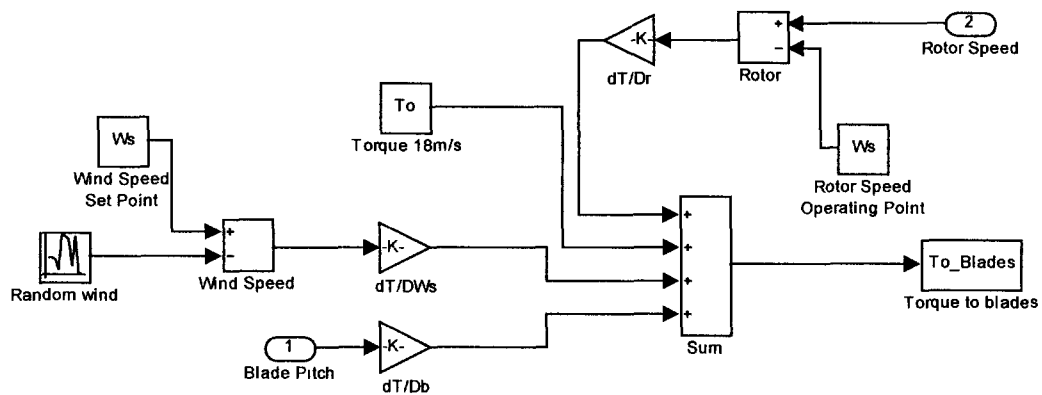 2
Rotor Speed
+
−
Rotor
-K-
dT/Dr
To
Torque 18m/s
Ws
Wind Speed
Set Point
Ws
Rotor Speed
Operating Point
+
−
Wind Speed
Random wind
-K-
dT/DWs
+
+
+
+
Sum
To_Blades
Torque to blades
1
Blade Pitch
-K-
dT/Db